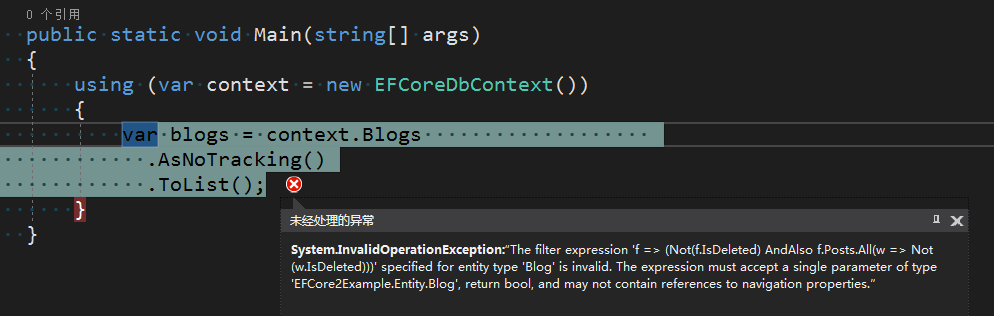 0 个引用
public static void Main(string[] args)
{
using (var context = new EFCoreDbContext())
{
var blogs = context.Blogs
.AsNoTracking()
.ToList();
}
}
未经处理的异常
System.InvalidOperationException:“The filter expression 'f => (Not(f.IsDeleted) AndAlso f.Posts.All(w => Not
(w.IsDeleted)))' specified for entity type 'Blog' is invalid. The expression must accept a single parameter of type
'EFCore2Example.Entity.Blog', return bool, and may not contain references to navigation properties.”